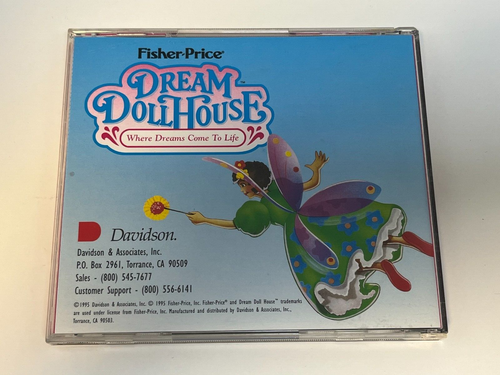 Fisher-Price®
DREAM™
DOLLHOUSE
Where Dreams Come To Life
Davidson.
Davidson & Associates, Inc.
P.O. Box 2961, Torrance, CA 90509
Sales - (800) 545-7677
Customer Support - (800) 556-6141
©1995 Davidson & Associates, Inc. © 1995 Fisher-Price, Inc. Fisher-Price® and Dream Doll House™ trademarks
are used under license from Fisher-Price, Inc. Manufactured and distributed by Davidson & Associates, Inc.,
Torrance, CA 90503.